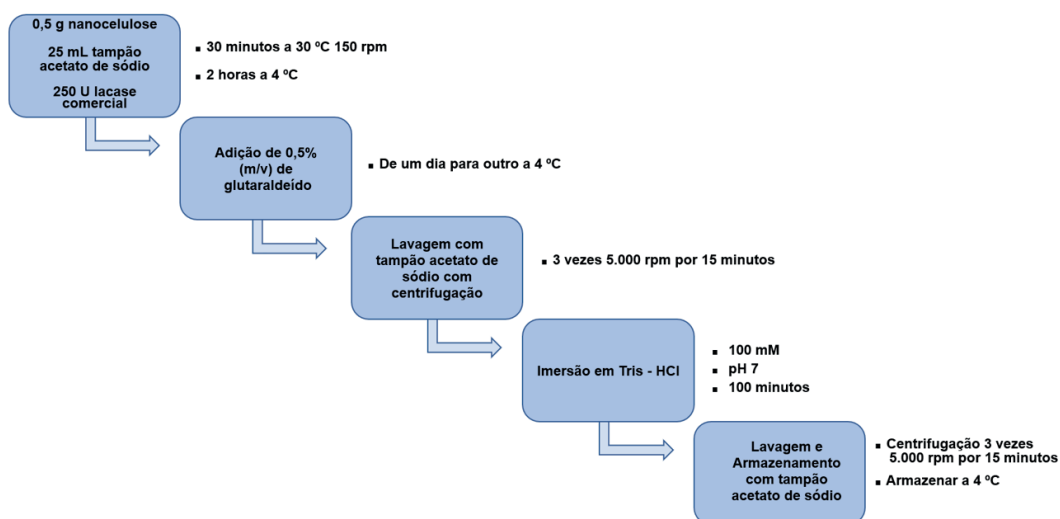 0,5 g nanocelulose
25 mL tampão
acetato de sódio
250 U lacase
comercial
▪ 30 minutos a 30 ºC 150 rpm
▪ 2 horas a 4 ºC
Adição de 0,5%
(m/v) de
glutaraldeído
▪ De um dia para outro a 4 ºC
Lavagem com
tampão acetato de
sódio com
centrifugação
▪ 3 vezes 5.000 rpm por 15 minutos
Imersão em Tris - HCl
▪ 100 mM
▪ pH 7
▪ 100 minutos
Lavagem e
Armazenamento
com tampão
acetato de sódio
▪ Centrifugação 3 vezes
5.000 rpm por 15 minutos
▪ Armazenar a 4 ºC